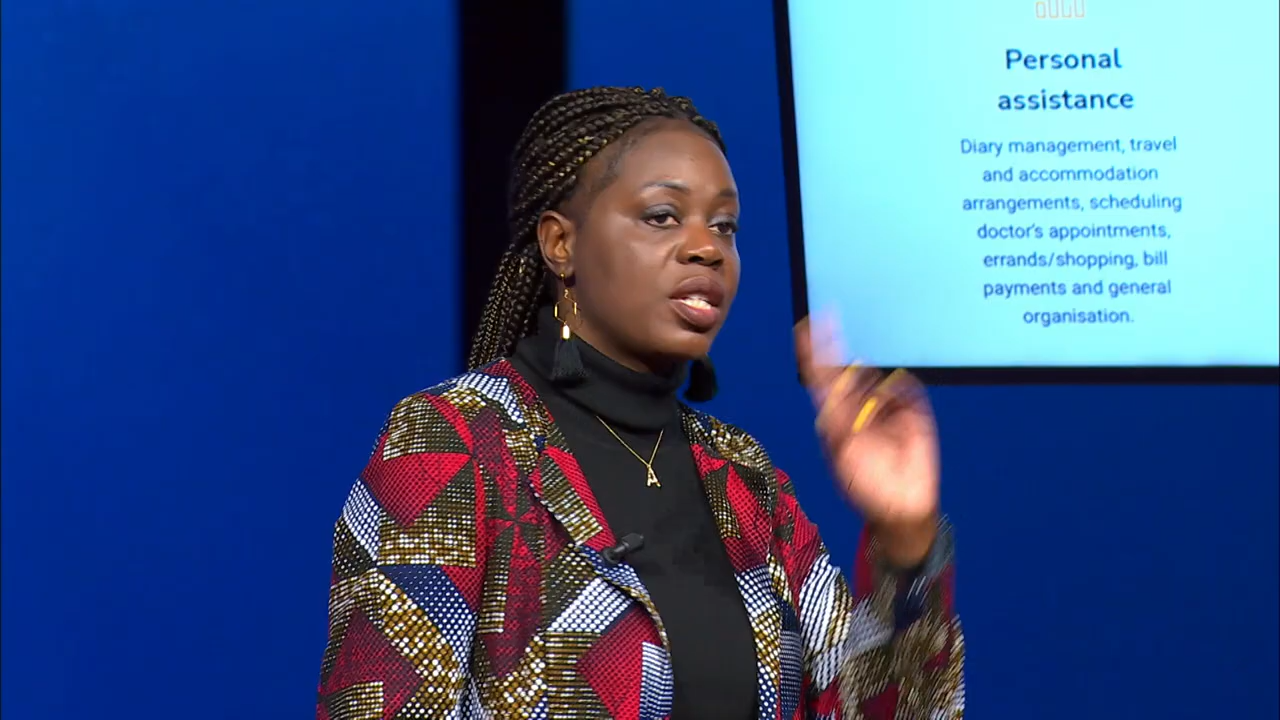 Personal
assistance
Diary management, travel
and accommodation
arrangements, scheduling
doctor's appointments,
errands/shopping, bill
payments and general
organisation.
A